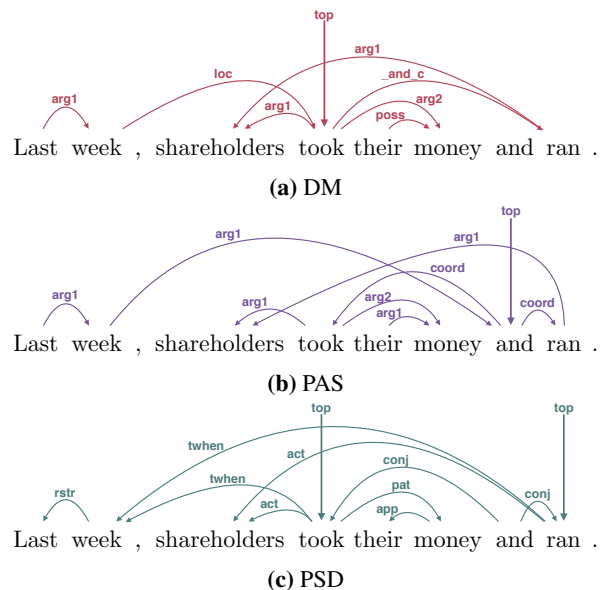 top
arg1
loc
_and_c
arg1
arg1
arg2
poss
Last week , shareholders took their money and ran .
(a) DM
top
arg1
arg1
coord
arg1
arg1
arg2
coord
arg1
Last week , shareholders took their money and ran .
(b) PAS
top top
twhen
act
conj
twhen
rstr
pat
conj
act
app
Last week , shareholders took their money and ran .
(c) PSD